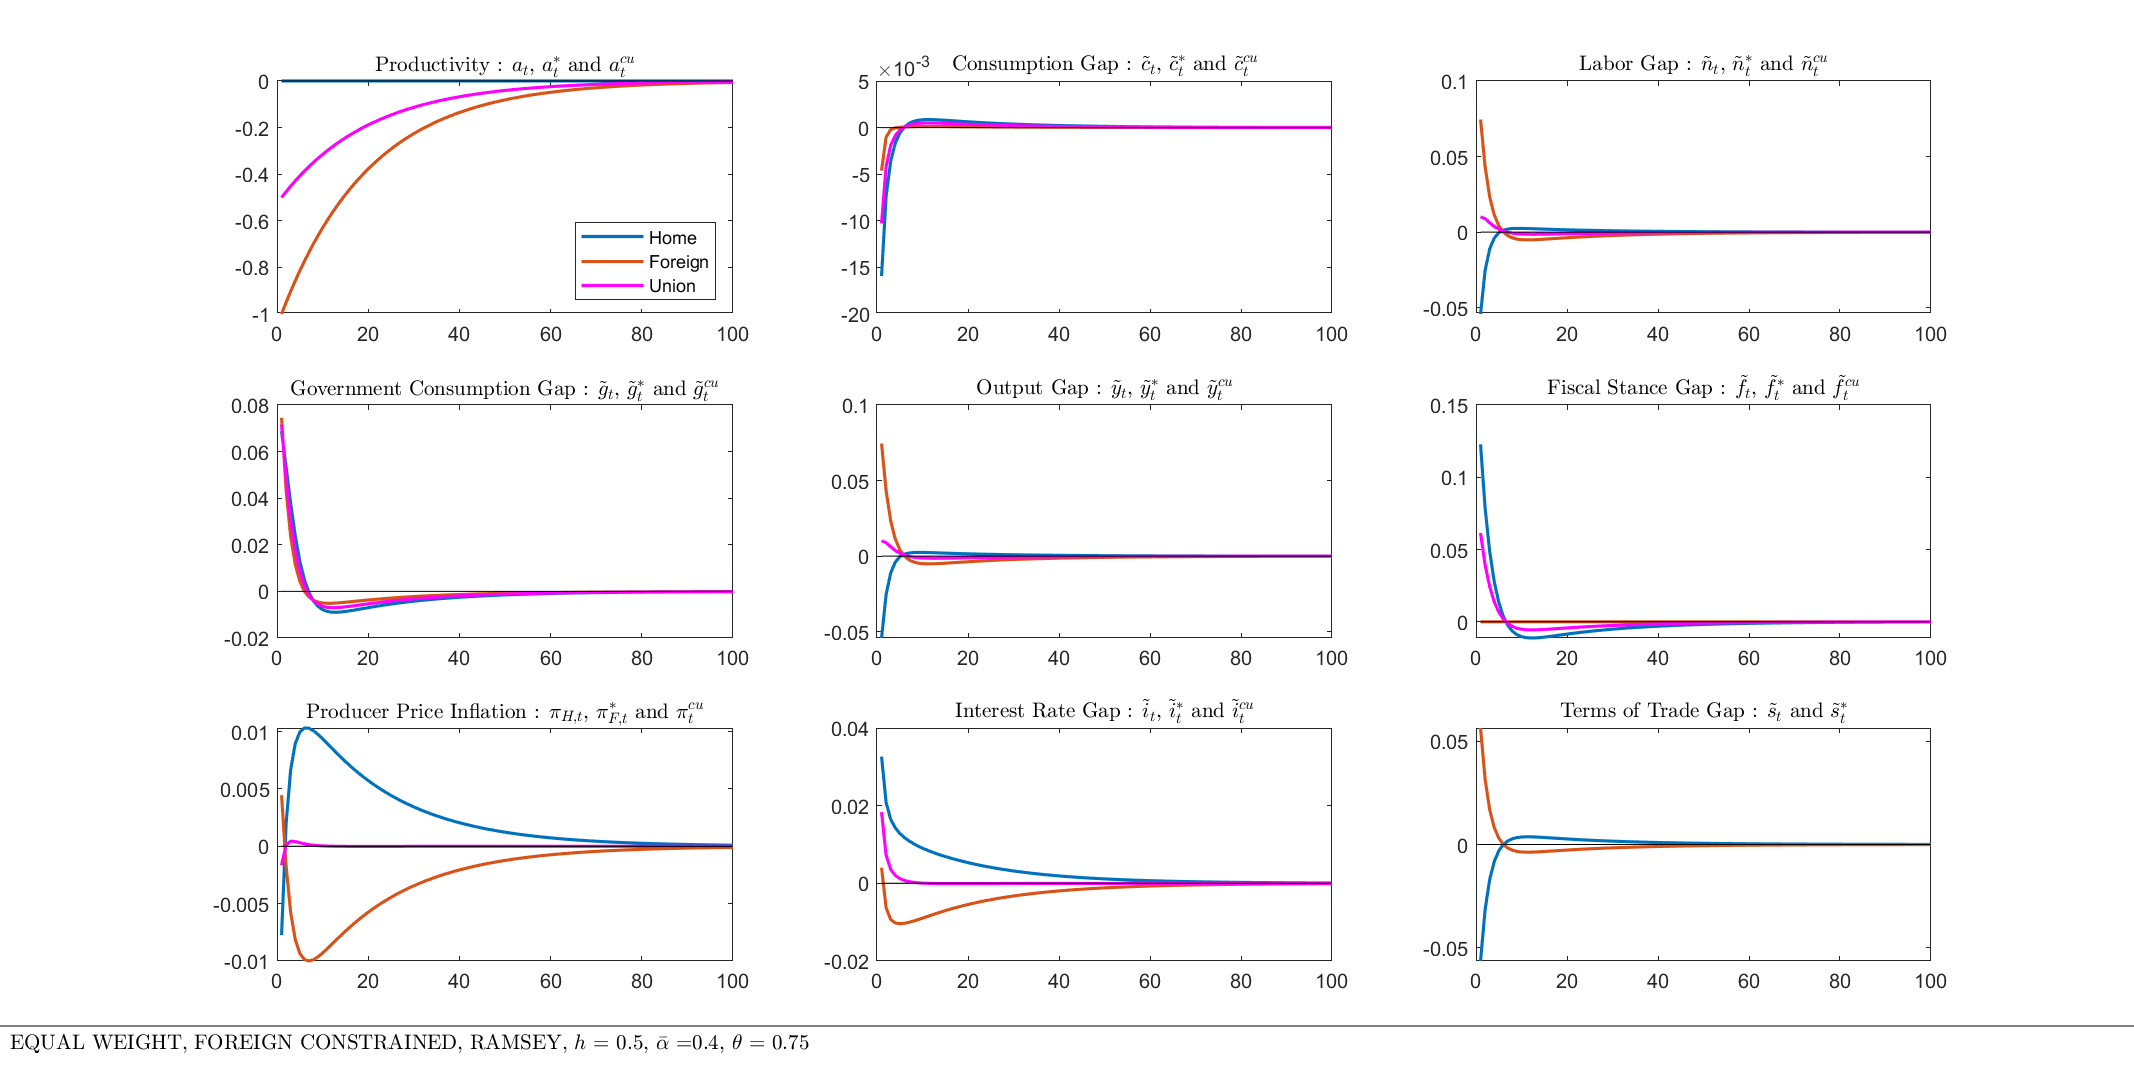 Productivity : a_t, a_t^* and a_t^{cu}
0
-0.2
-0.4
-0.6
-0.8
-1
0 20 40 60 80 100
Home
Foreign
Union
Consumption Gap : c̃_t, c̃_t^* and c̃_t^{cu}
×10^{-3}
5
0
-5
-10
-15
-20
0 20 40 60 80 100
Labor Gap : ñ_t, ñ_t^* and ñ_t^{cu}
0.1
0.05
0
-0.05
0 20 40 60 80 100
Government Consumption Gap : g̃_t, g̃_t^* and g̃_t^{cu}
0.08
0.06
0.04
0.02
0
-0.02
0 20 40 60 80 100
Output Gap : ỹ_t, ỹ_t^* and ỹ_t^{cu}
0.1
0.05
0
-0.05
0 20 40 60 80 100
Fiscal Stance Gap : f̃_t, f̃_t^* and f̃_t^{cu}
0.15
0.1
0.05
0
0 20 40 60 80 100
Producer Price Inflation : π_{H,t}, π_{F,t}^* and π_t^{cu}
0.01
0.005
0
-0.005
-0.01
0 20 40 60 80 100
Interest Rate Gap : ĩ_t, ĩ_t^* and ĩ_t^{cu}
0.04
0.02
0
-0.02
0 20 40 60 80 100
Terms of Trade Gap : s̃_t and s̃_t^*
0.05
0
-0.05
0 20 40 60 80 100
EQUAL WEIGHT, FOREIGN CONSTRAINED, RAMSEY, h = 0.5, ᾱ =0.4, θ = 0.75